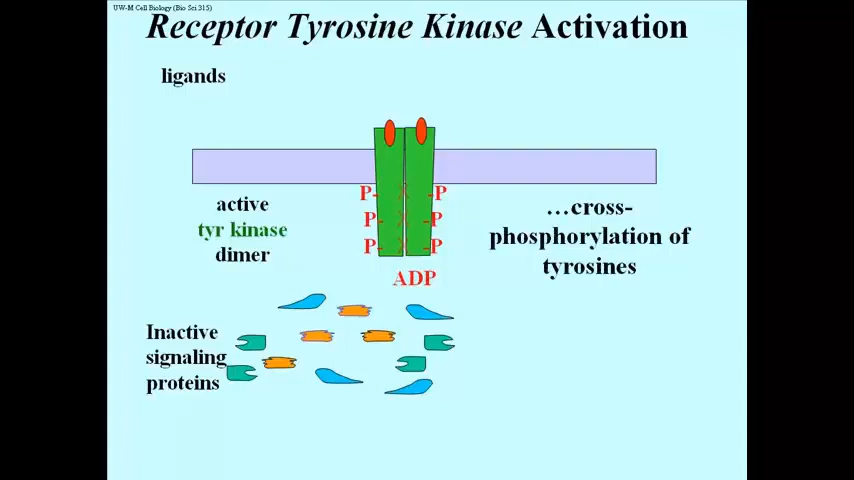 UW-M Cell Biology (Bio Sci 315)
Receptor Tyrosine Kinase Activation
ligands
P- X -P
P- X -P
P- X -P
active
tyr kinase
dimer
…cross-
phosphorylation of
tyrosines
ADP
Inactive
signaling
proteins